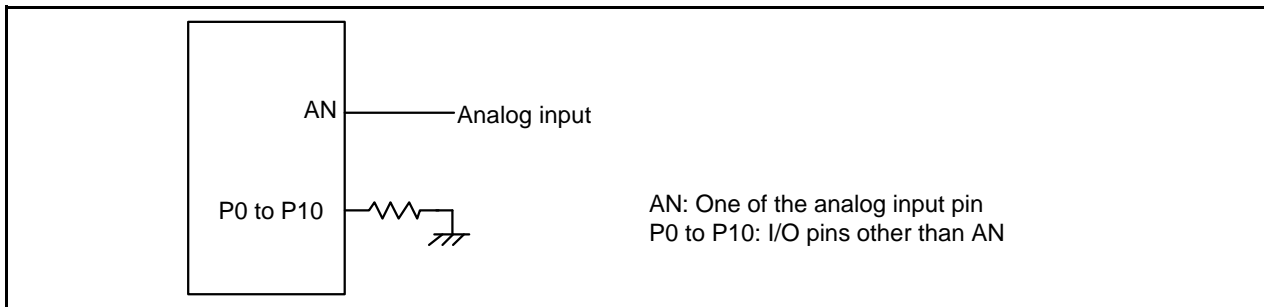 AN
Analog input
P0 to P10
AN: One of the analog input pin
P0 to P10: I/O pins other than AN